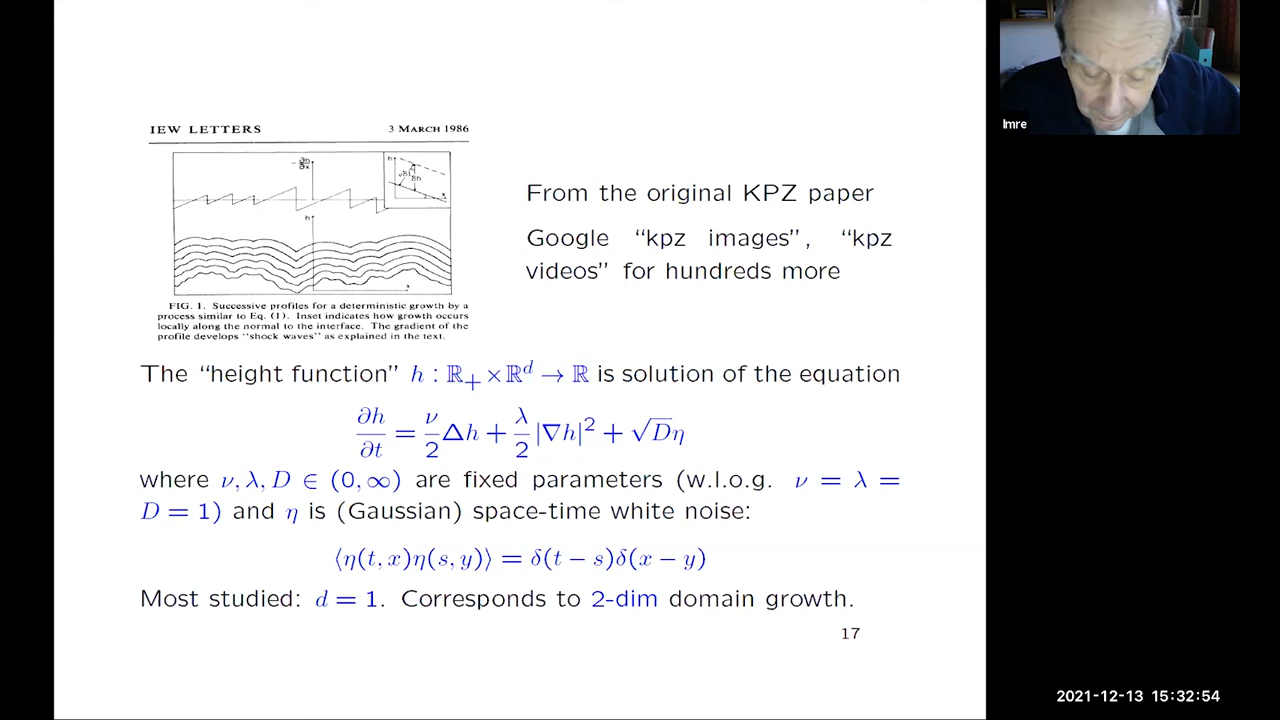 IEW LETTERS 3 MARCH 1986
h
x
h
x
FIG. 1. Successive profiles for a deterministic growth by a
process similar to Eq. (1). Inset indicates how growth occurs
locally along the normal to the interface. The gradient of the
profile develops "shock waves" as explained in the text.
From the original KPZ paper
Google “kpz images”, “kpz
videos” for hundreds more
The “height function” h : ℝ₊ × ℝᵈ → ℝ is solution of the equation
∂h/∂t = ν/2 Δh + λ/2 |∇h|² + √D η
where ν, λ, D ∈ (0, ∞) are fixed parameters (w.l.o.g. ν = λ =
D = 1) and η is (Gaussian) space-time white noise:
⟨η(t, x)η(s, y)⟩ = δ(t − s)δ(x − y)
Most studied: d = 1. Corresponds to 2-dim domain growth.
17
Imre
2021-12-13 15:32:54